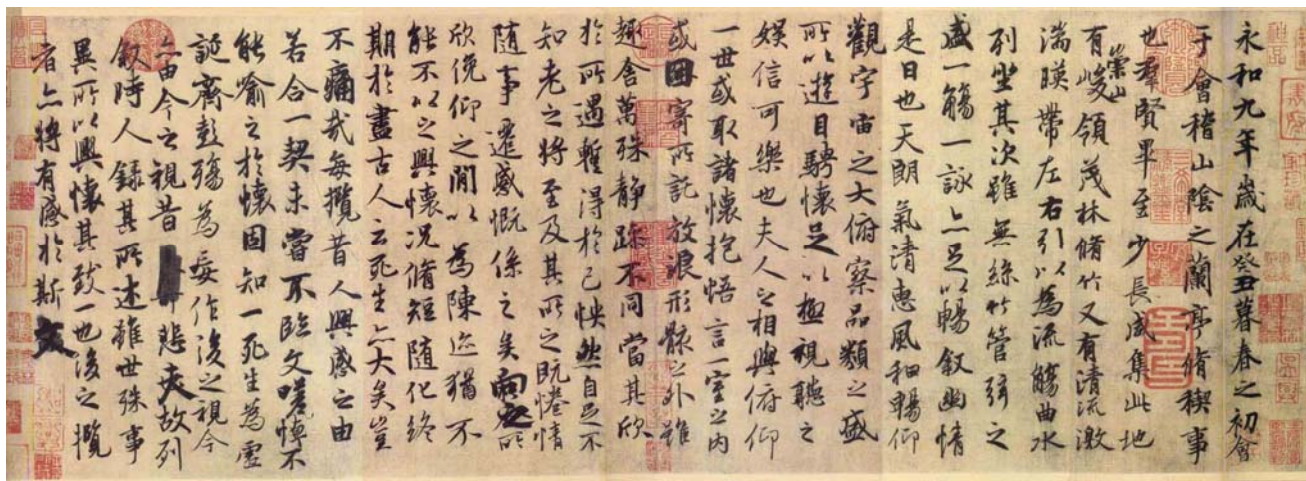 永和九年歲在癸丑暮春之初會
于會稽山陰之蘭亭脩稧事
也羣賢畢至少長咸集此地
有崇山峻領茂林脩竹又有清流激
湍暎帶左右引以為流觴曲水
列坐其次雖無絲竹管弦之
盛一觴一詠亦足以暢敘幽情
是日也天朗氣清惠風和暢仰
觀宇宙之大俯察品類之盛
所以遊目騁懷足以極視聽之
娛信可樂也夫人之相與俯仰
一世或取諸懷抱悟言一室之內
或因寄所託放浪形骸之外雖
趣舍萬殊靜躁不同當其欣
於所遇暫得於己怏然自足不
知老之將至及其所之既惓情
隨事遷感慨係之矣向之所
欣俛仰之閒以為陳迹猶不
能不以之興懷況脩短隨化終
期於盡古人云死生亦大矣豈
不痛哉每攬昔人興感之由
若合一契未嘗不臨文嗟悼不
能喻之於懷固知一死生為虛
誕齊彭殤為妄作後之視今
亦由今之視昔悲夫故列
敘時人錄其所述雖世殊事
異所以興懷其致一也後之攬
者亦將有感於斯文